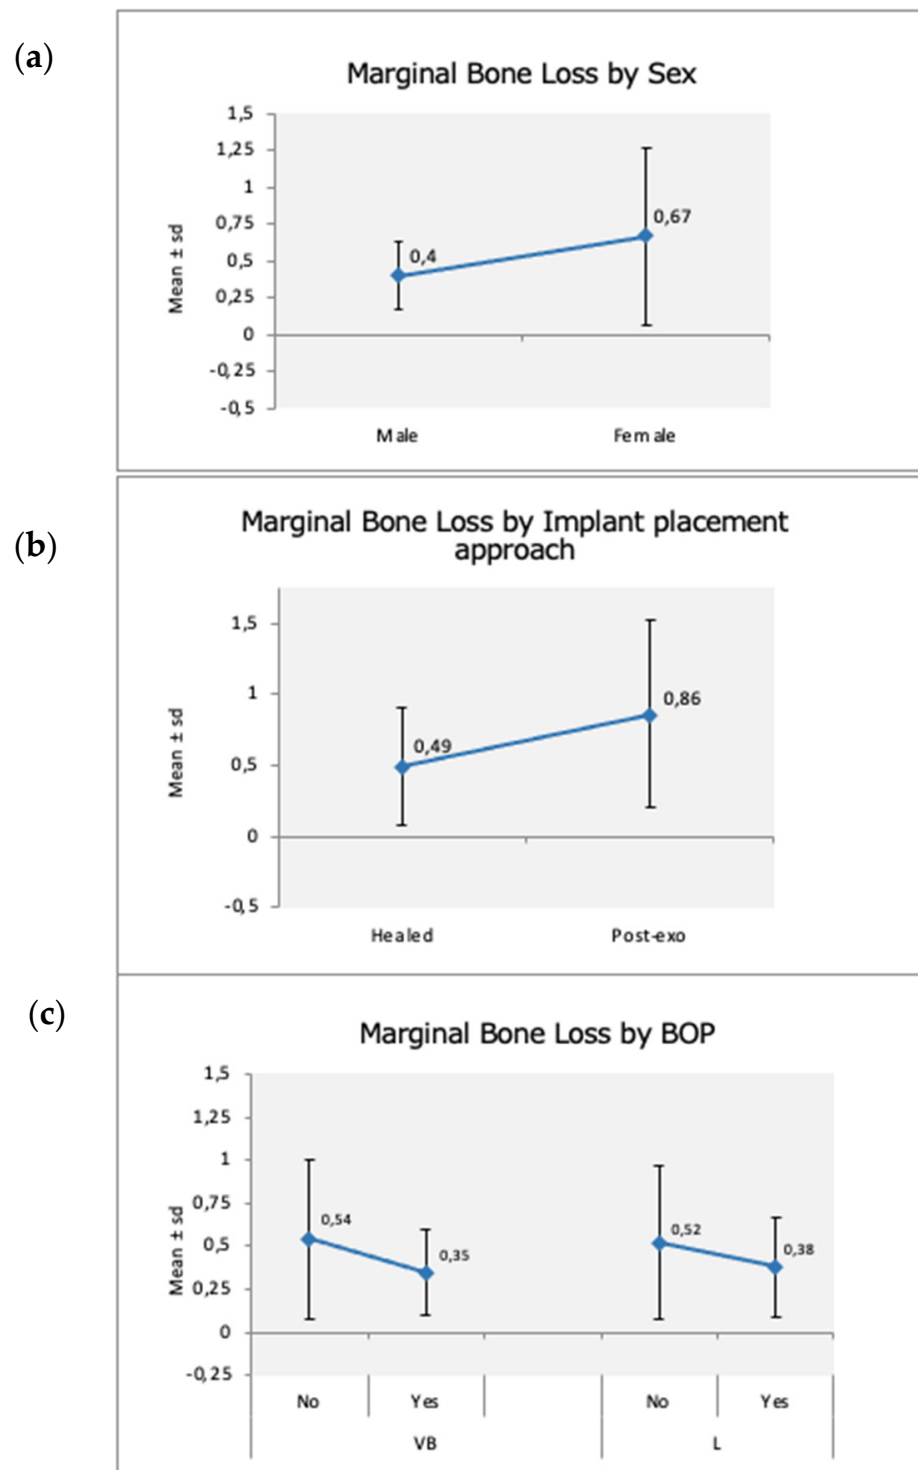 (a)
Marginal Bone Loss by Sex
1,5
1,25
1
0,75
0,5
0,25
0
-0,25
-0,5
Mean ± sd
0,4
0,67
Male
Female
(b)
Marginal Bone Loss by Implant placement
approach
1,5
1
0,5
0
-0,5
Mean ± sd
0,49
0,86
Healed
Post-exo
(c)
Marginal Bone Loss by BOP
1,5
1,25
1
0,75
0,5
0,25
0
-0,25
Mean ± sd
0,54
0,35
0,52
0,38
No
Yes
No
Yes
VB
L